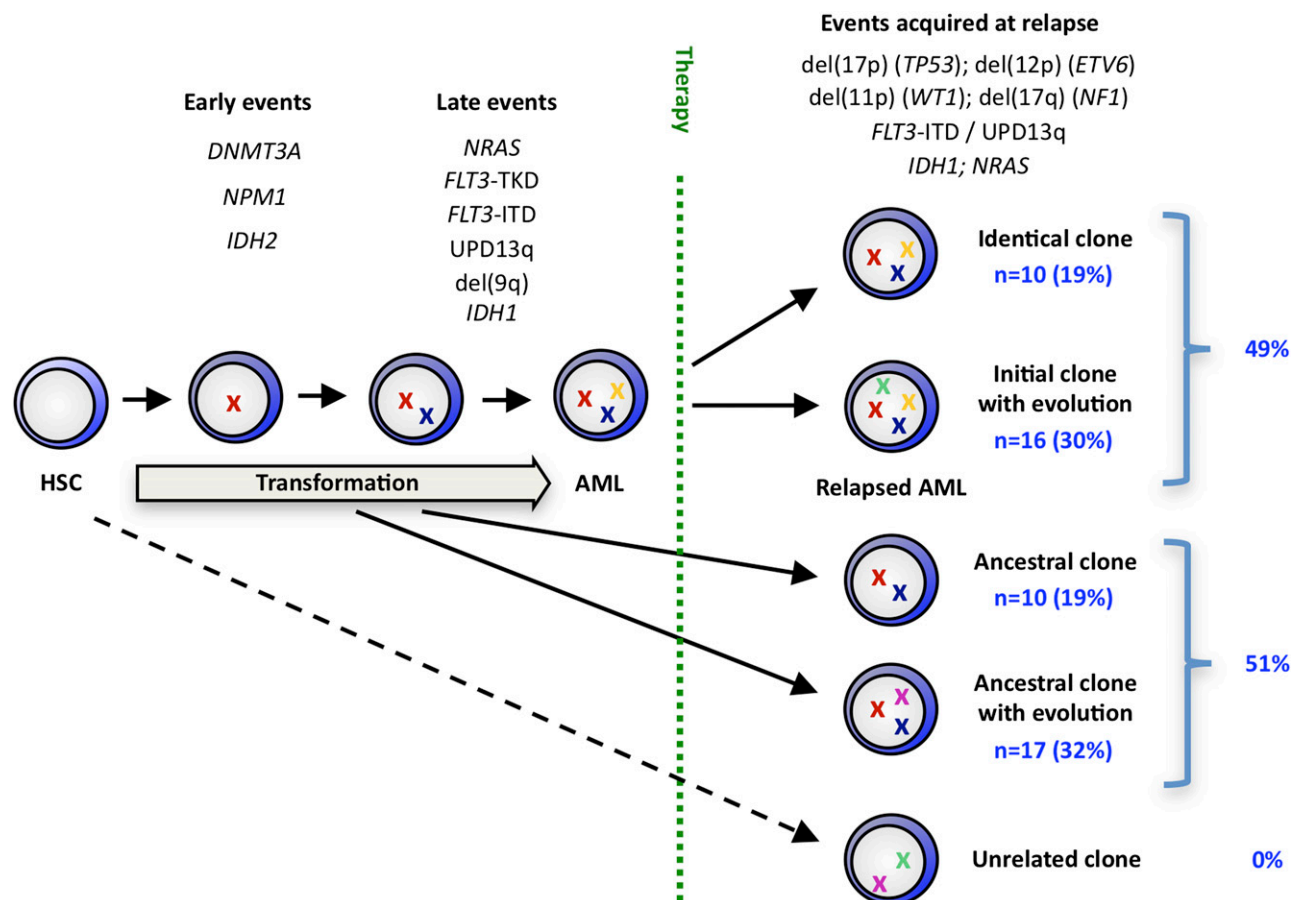 Events acquired at relapse
del(17p) (TP53); del(12p) (ETV6)
del(11p) (WT1); del(17q) (NF1)
FLT3-ITD / UPD13q
IDH1; NRAS
Therapy
Early events
DNMT3A
NPM1
IDH2
Late events
NRAS
FLT3-TKD
FLT3-ITD
UPD13q
del(9q)
IDH1
X
X
X
X
X
X
X
X
HSC
Transformation
AML
X
X
X
Identical clone
n=10 (19%)
X
X
X
X
Initial clone
with evolution
n=16 (30%)
Relapsed AML
49%
X
X
Ancestral clone
n=10 (19%)
X
X
X
Ancestral clone
with evolution
n=17 (32%)
51%
X
X
Unrelated clone
0%